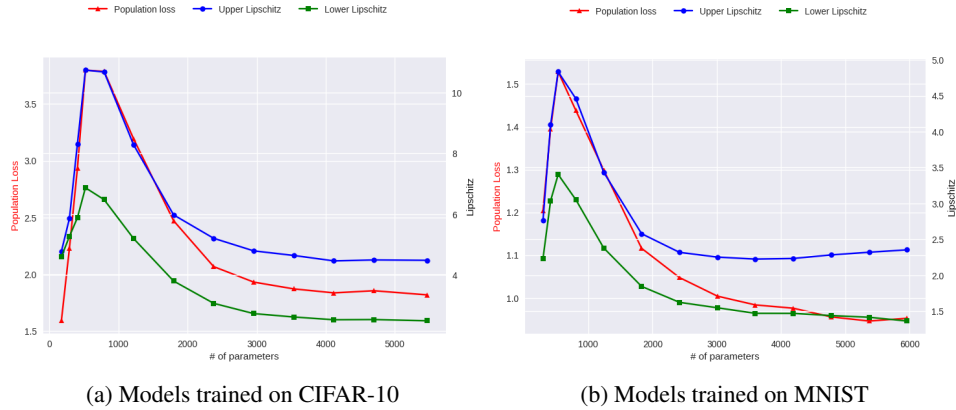 Population loss Upper Lipschitz Lower Lipschitz
3.5
3.0
2.5
2.0
1.5
Population Loss
10
8
6
4
Lipschitz
0 1000 2000 3000 4000 5000
# of parameters
(a) Models trained on CIFAR-10
Population loss Upper Lipschitz Lower Lipschitz
1.5
1.4
1.3
1.2
1.1
1.0
Population Loss
5.0
4.5
4.0
3.5
3.0
2.5
2.0
1.5
Lipschitz
1000 2000 3000 4000 5000 6000
# of parameters
(b) Models trained on MNIST